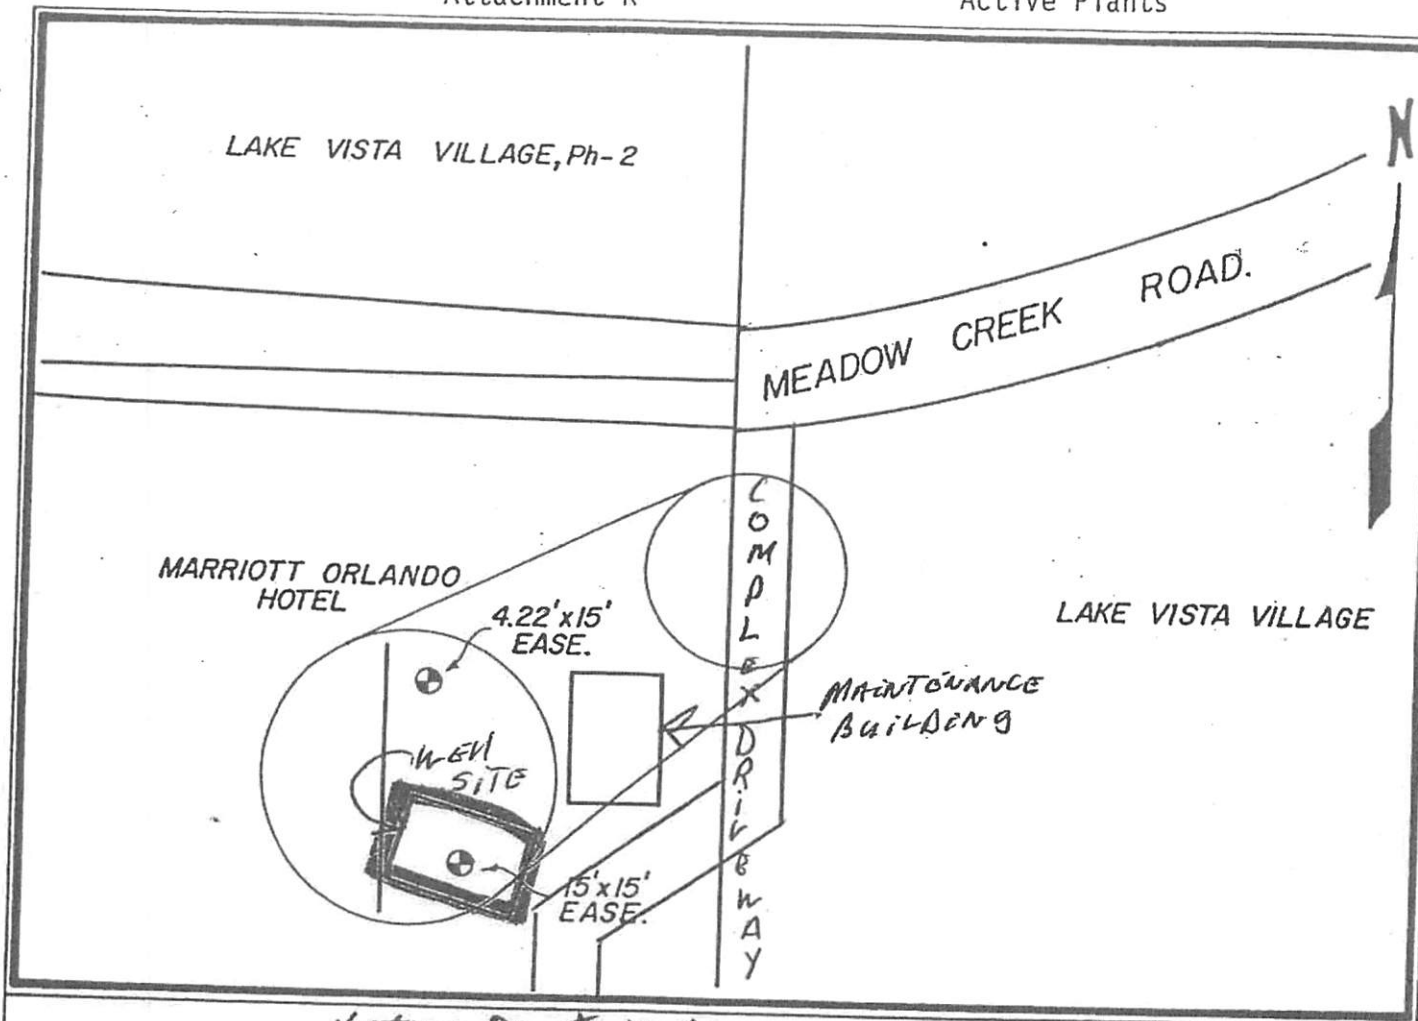 Attachment R
Active Plants
N
LAKE VISTA VILLAGE, Ph-2
MEADOW CREEK ROAD.
COMPLEX DRIVEWAY
MARRIOTT ORLANDO
HOTEL
4.22'x15'
EASE.
LAKE VISTA VILLAGE
MAINTENANCE
BUILDING
WELL
SITE
15'x15'
EASE.